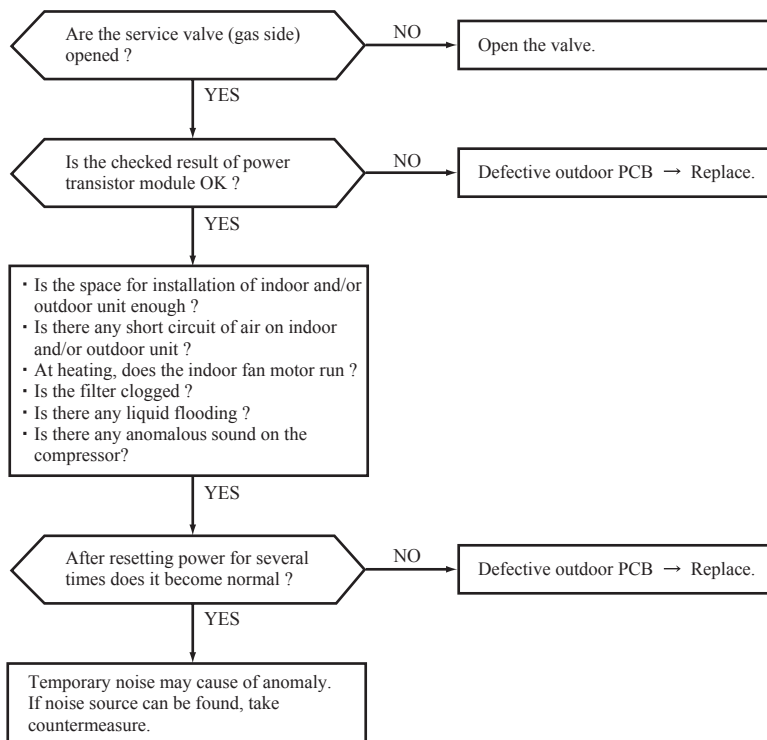 Are the service valve (gas side)
opened ?
NO
Open the valve.
YES
Is the checked result of power
transistor module OK ?
NO
Defective outdoor PCB → Replace.
YES
・Is the space for installation of indoor and/or
outdoor unit enough ?
・Is there any short circuit of air on indoor
and/or outdoor unit ?
・At heating, does the indoor fan motor run ?
・Is the filter clogged ?
・Is there any liquid flooding ?
・Is there any anomalous sound on the
compressor?
YES
After resetting power for several
times does it become normal ?
NO
Defective outdoor PCB → Replace.
YES
Temporary noise may cause of anomaly.
If noise source can be found, take
countermeasure.